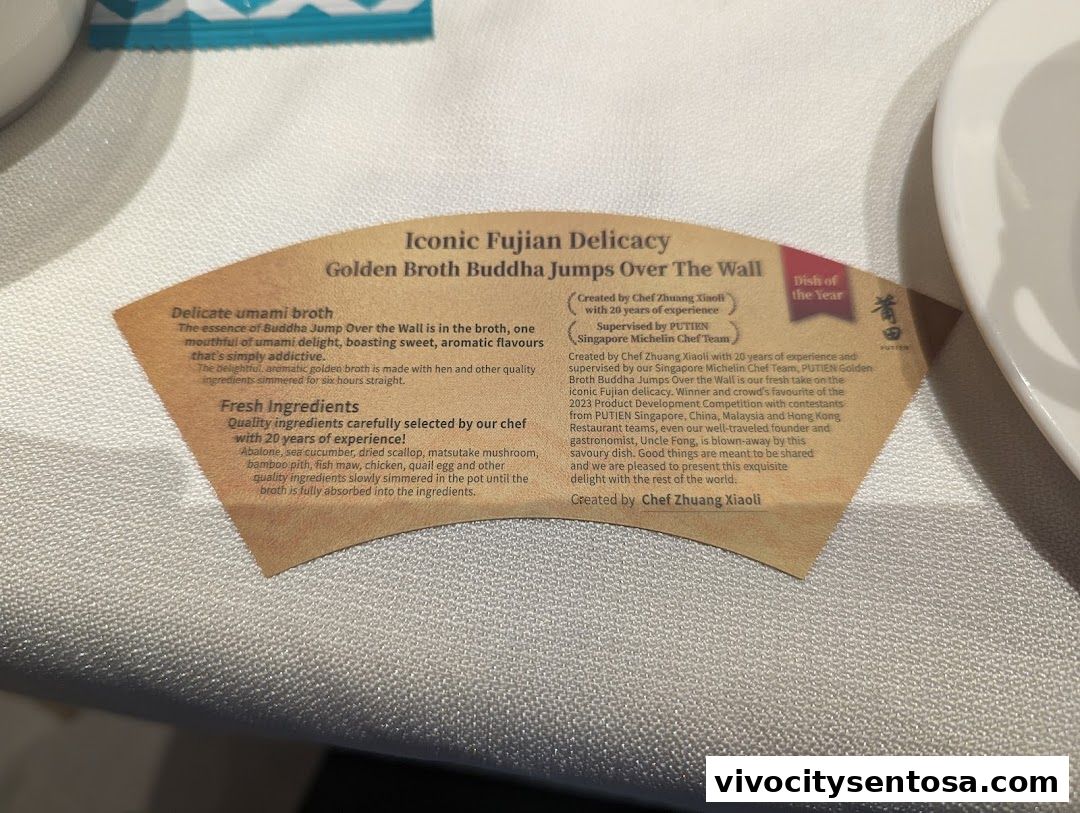 Iconic Fujian Delicacy
Golden Broth Buddha Jumps Over The Wall
Dish of
the Year
莆田
PUTIEN
Delicate umami broth
The essence of Buddha Jump Over the Wall is in the broth, one
mouthful of umami delight, boasting sweet, aromatic flavours
that's simply addictive.
The delightful, aromatic golden broth is made with hen and other quality
ingredients simmered for six hours straight.
Fresh Ingredients
Quality ingredients carefully selected by our chef
with 20 years of experience!
Abalone, sea cucumber, dried scallop, matsutake mushroom,
bamboo pith, fish maw, chicken, quail egg and other
quality ingredients slowly simmered in the pot until the
broth is fully absorbed into the ingredients.
Created by Chef Zhuang Xiaoli
with 20 years of experience
Supervised by PUTIEN
Singapore Michelin Chef Team
Created by Chef Zhuang Xiaoli with 20 years of experience and
supervised by our Singapore Michelin Chef Team, PUTIEN Golden
Broth Buddha Jumps Over the Wall is our fresh take on the
iconic Fujian delicacy. Winner and crowd's favourite of the
2023 Product Development Competition with contestants
from PUTIEN Singapore, China, Malaysia and Hong Kong
Restaurant teams, even our well-traveled founder and
gastronomist, Uncle Fong, is blown-away by this
savoury dish. Good things are meant to be shared
and we are pleased to present this exquisite
delight with the rest of the world.
Created by Chef Zhuang Xiaoli
vivocitysentosa.com